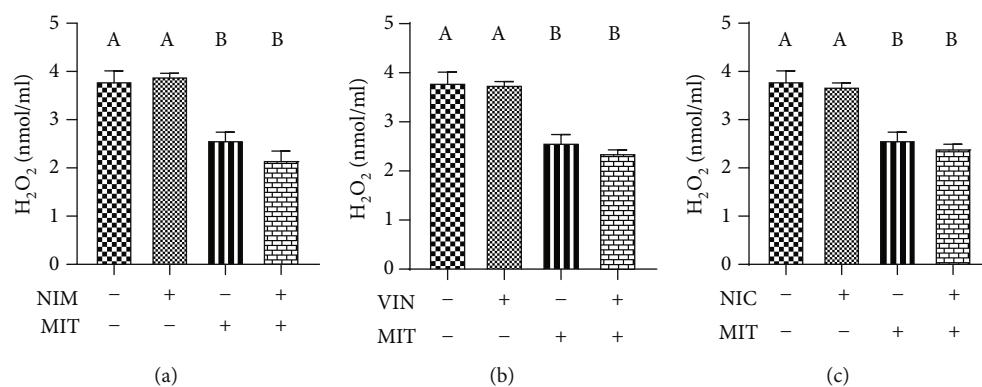 5 A A B B
4
3
2
1
0
H₂O₂ (nmol/ml)
NIM − + − +
MIT − − + +
(a)
5 A A B B
4
3
2
1
0
H₂O₂ (nmol/ml)
VIN − + − +
MIT − − + +
(b)
5 A A B B
4
3
2
1
0
H₂O₂ (nmol/ml)
NIC − + − +
MIT − − + +
(c)